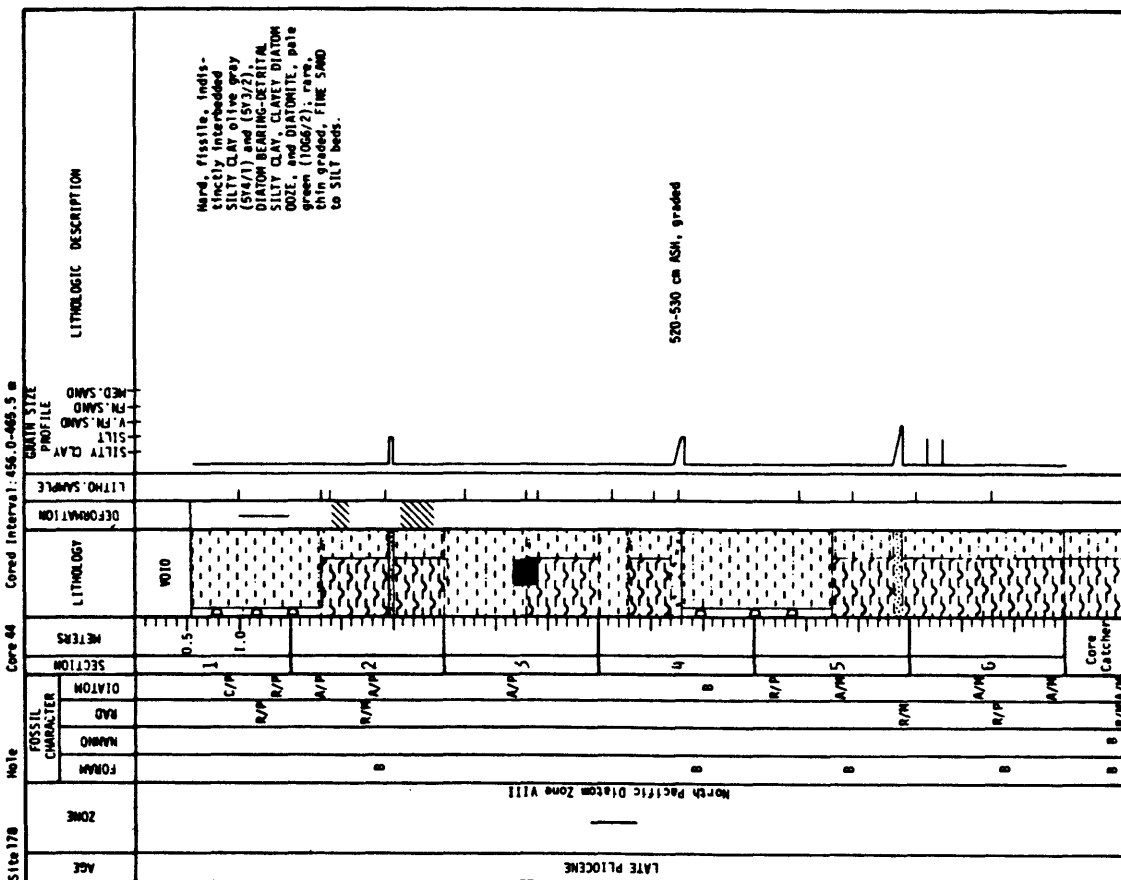 Site 178 Hole Core 44 Cored Interval: 456.0-465.5 m
AGE
ZONE
FOSSIL
CHARACTER
FORAM
NANNO
RAD
DIATOM
SECTION
METERS
LITHOLOGY
DEFORMATION
LITHO.SAMPLE
GRAIN SIZE
PROFILE
SILTY CLAY
SILT
V.FN.SAND
FN.SAND
MED.SAND
LITHOLOGIC DESCRIPTION
LATE PLIOCENE
North Pacific Diatom Zone VIII
B
B
B
B
B
B
R/P
R/M
R/M
R/P
R/M
C/P
R/P
A/P
A/P
A/P
B
R/P
A/M
A/M
A/M
A/M
1
2
3
4
5
6
Core
Catcher
0.5
1.0
VOID
Hard, fissile, indis-
tinctly interbedded
SILTY CLAY olive gray
(5Y4/1) and (5Y3/2),
DIATOM BEARING-DETRITAL
SILTY CLAY, CLAYEY DIATOM
OOZE, and DIATOMITE, pale
green (10G6/2); rare,
thin graded, FINE SAND
to SILT beds.
520-530 cm ASH, graded